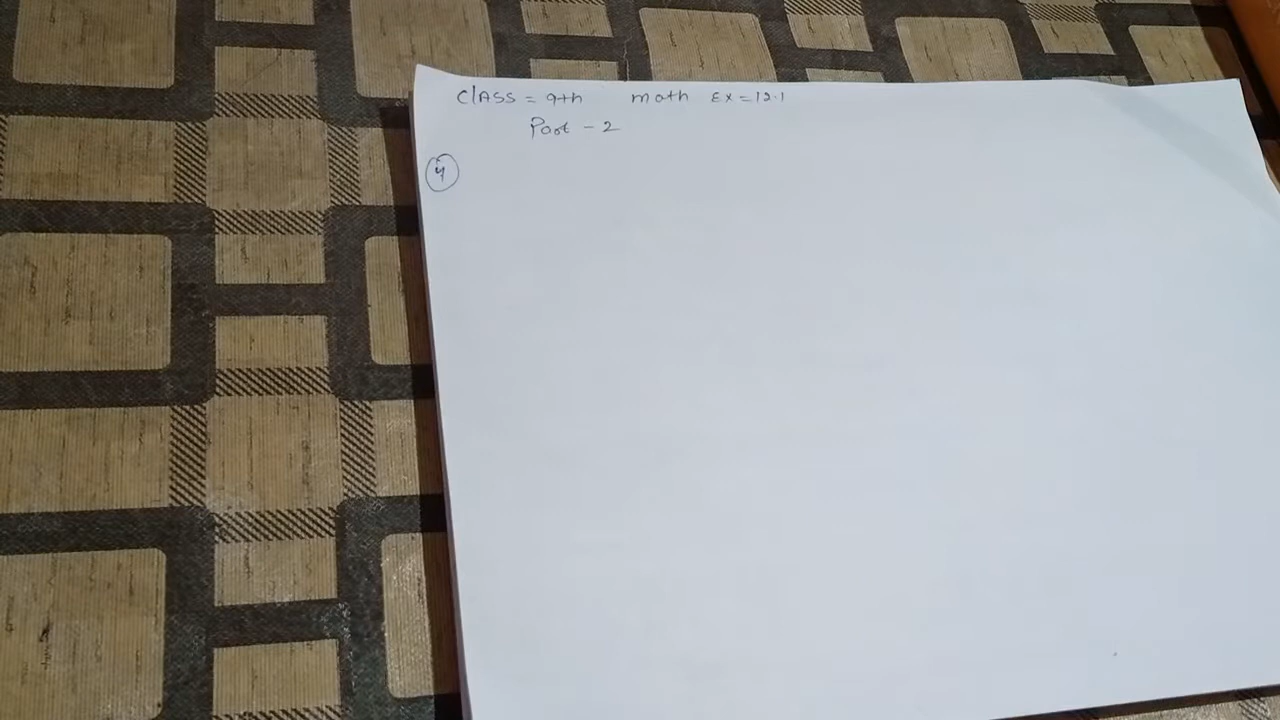 CLASS = 9th math Ex = 12.1
Part - 2
4